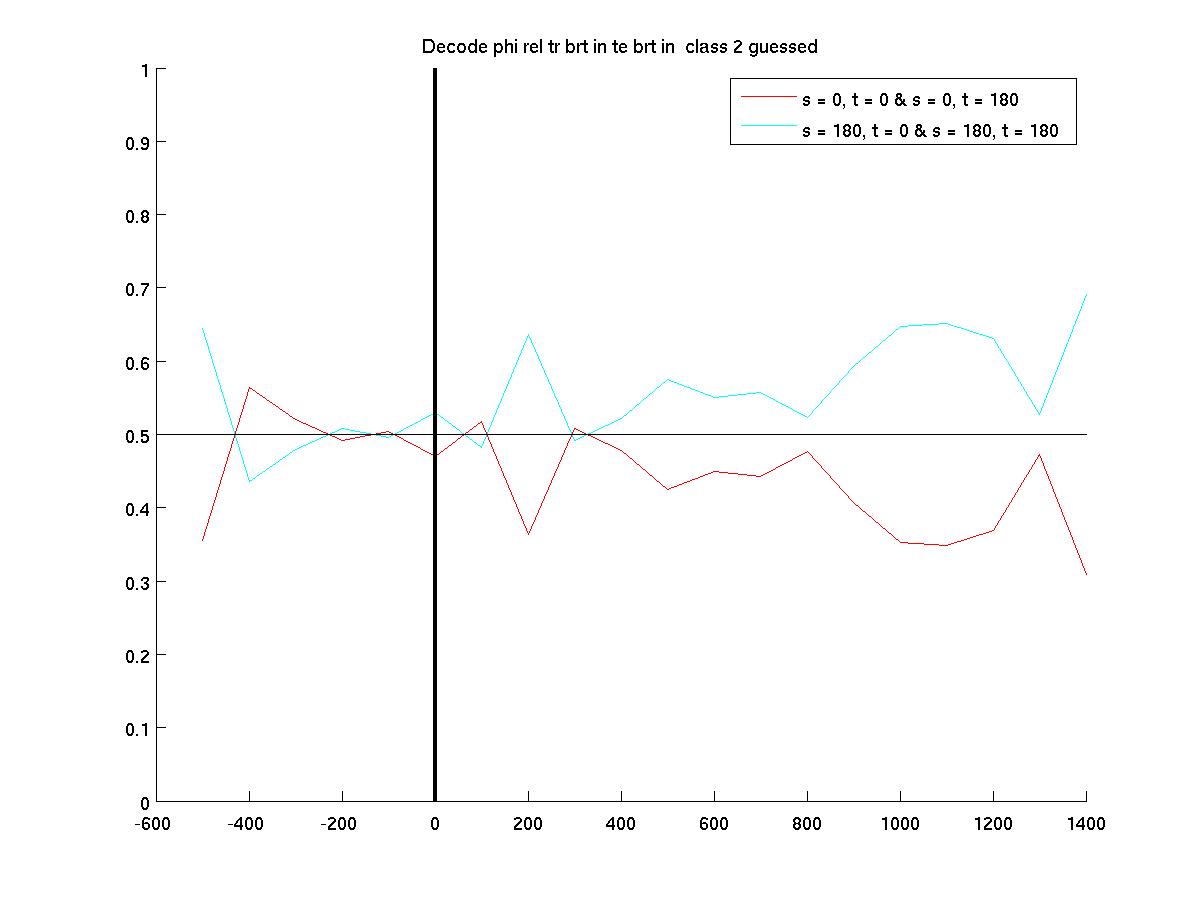 Decode phi rel tr brt in te brt in  class 2 guessed
s = 0, t = 0 & s = 0, t = 180
s = 180, t = 0 & s = 180, t = 180
1
0.9
0.8
0.7
0.6
0.5
0.4
0.3
0.2
0.1
0
-600 -400 -200 0 200 400 600 800 1000 1200 1400